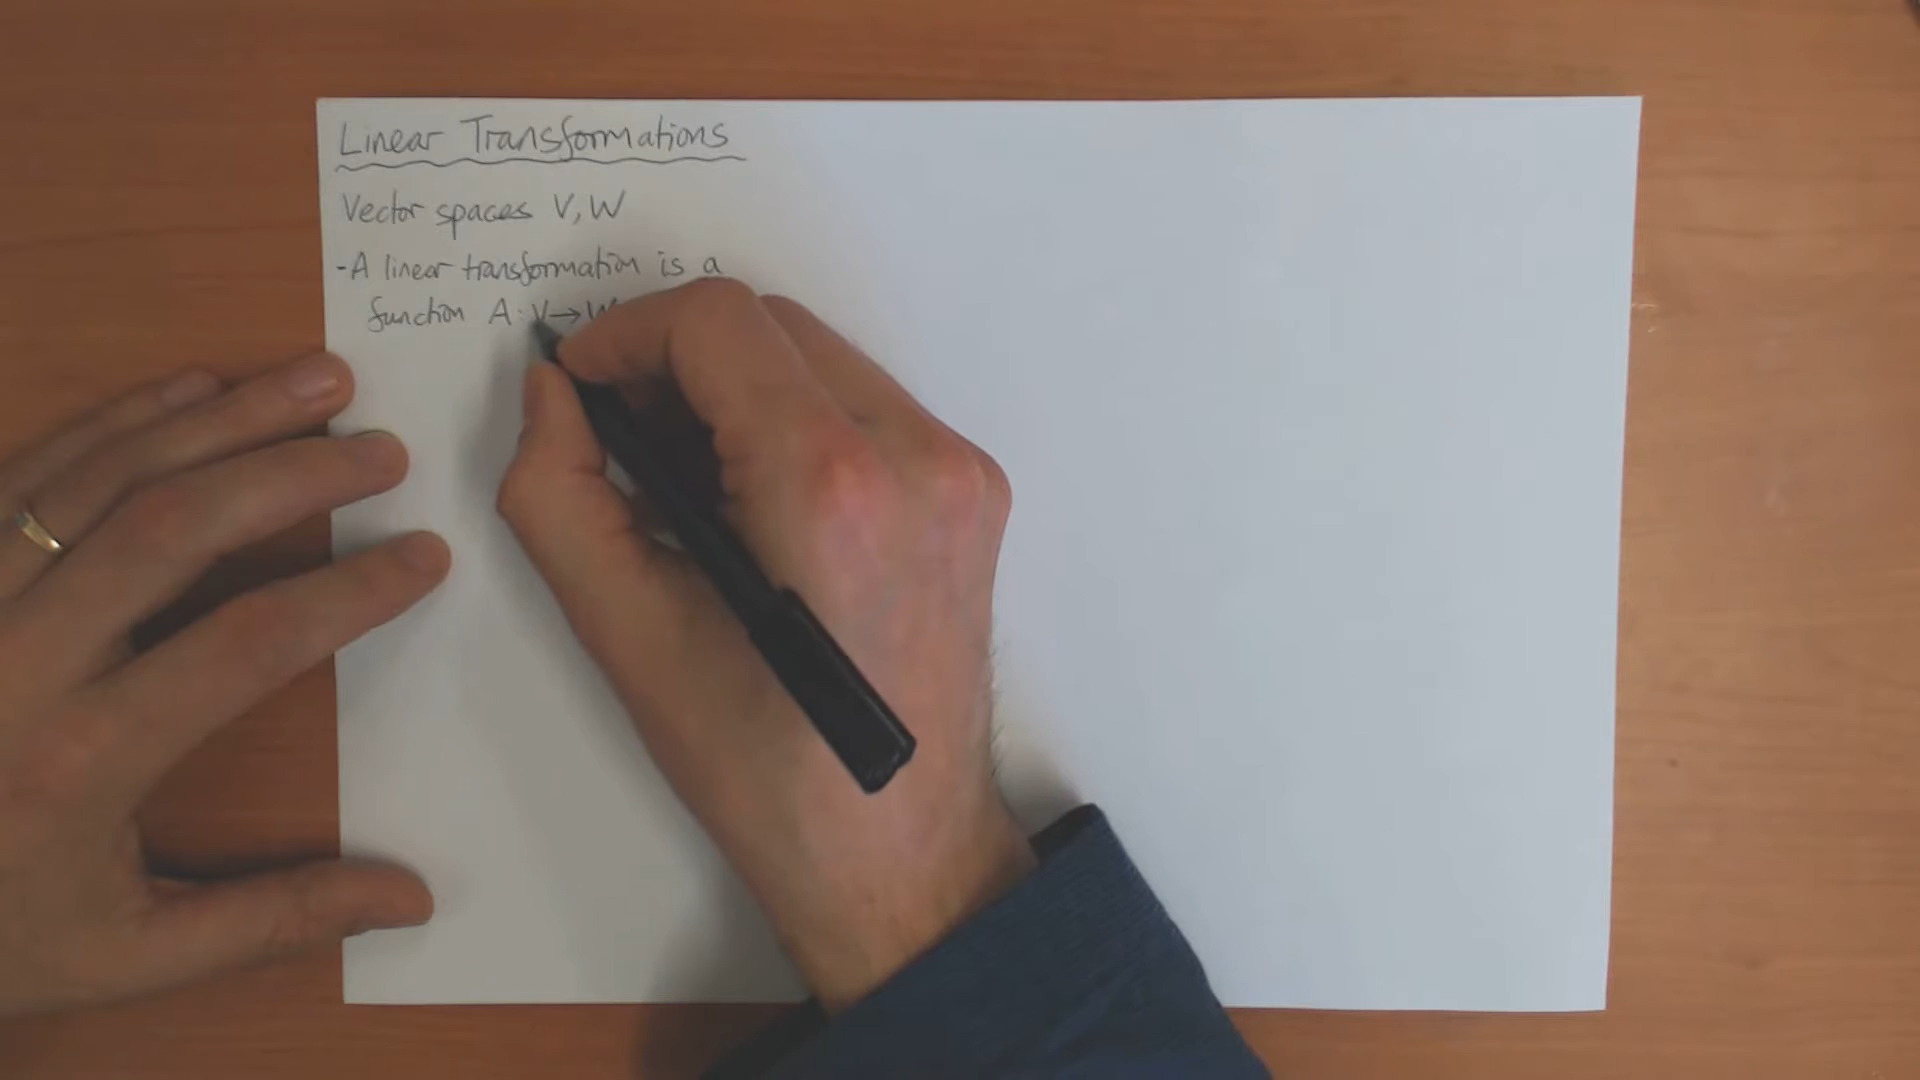 Linear Transformations
Vector spaces V, W
-A linear transformation is a
function A: V→W